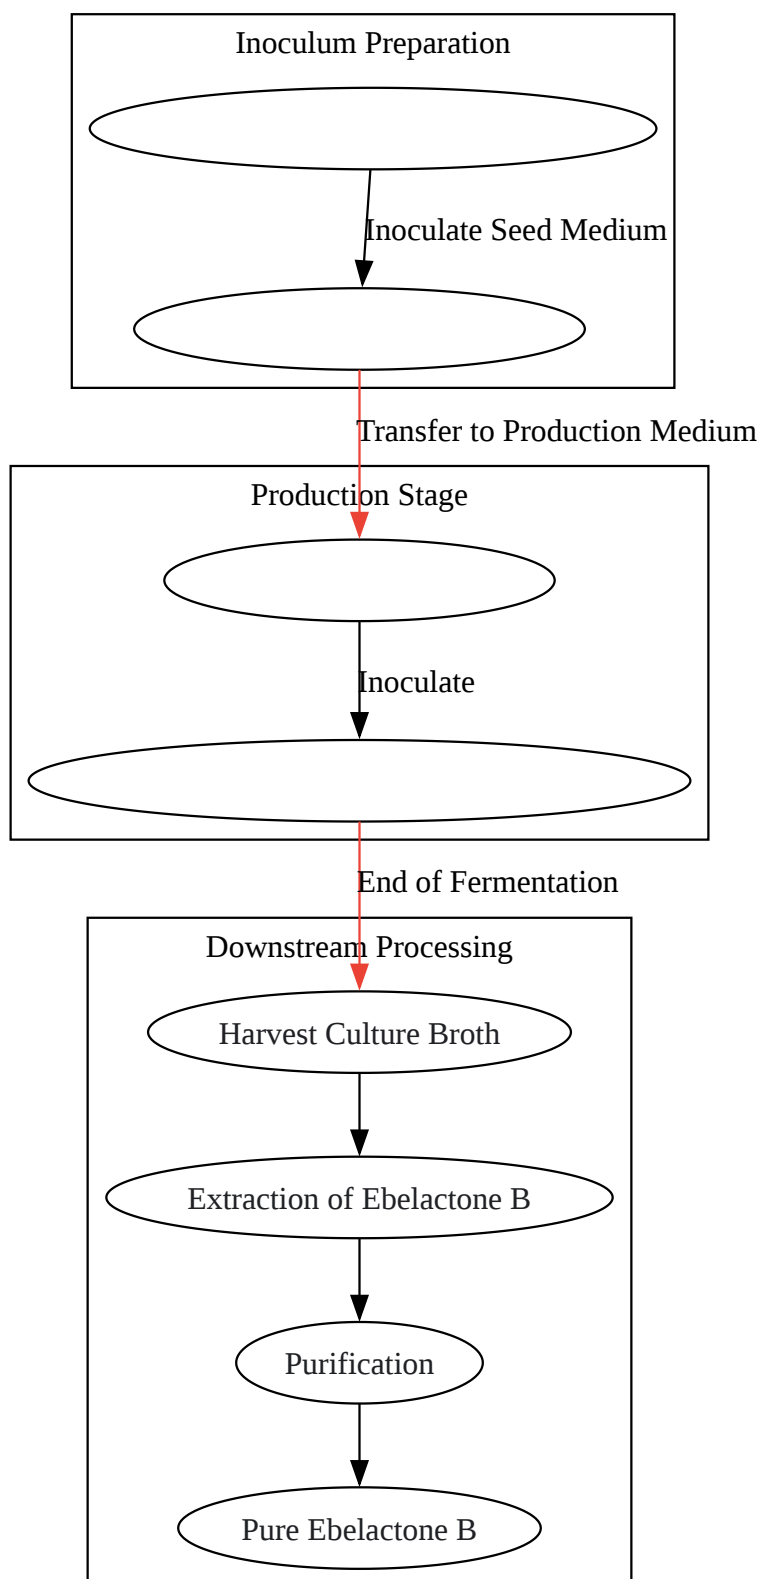 Inoculum Preparation
Inoculate Seed Medium
Transfer to Production Medium
Production Stage
Inoculate
End of Fermentation
Downstream Processing
Harvest Culture Broth
Extraction of Ebelactone B
Purification
Pure Ebelactone B